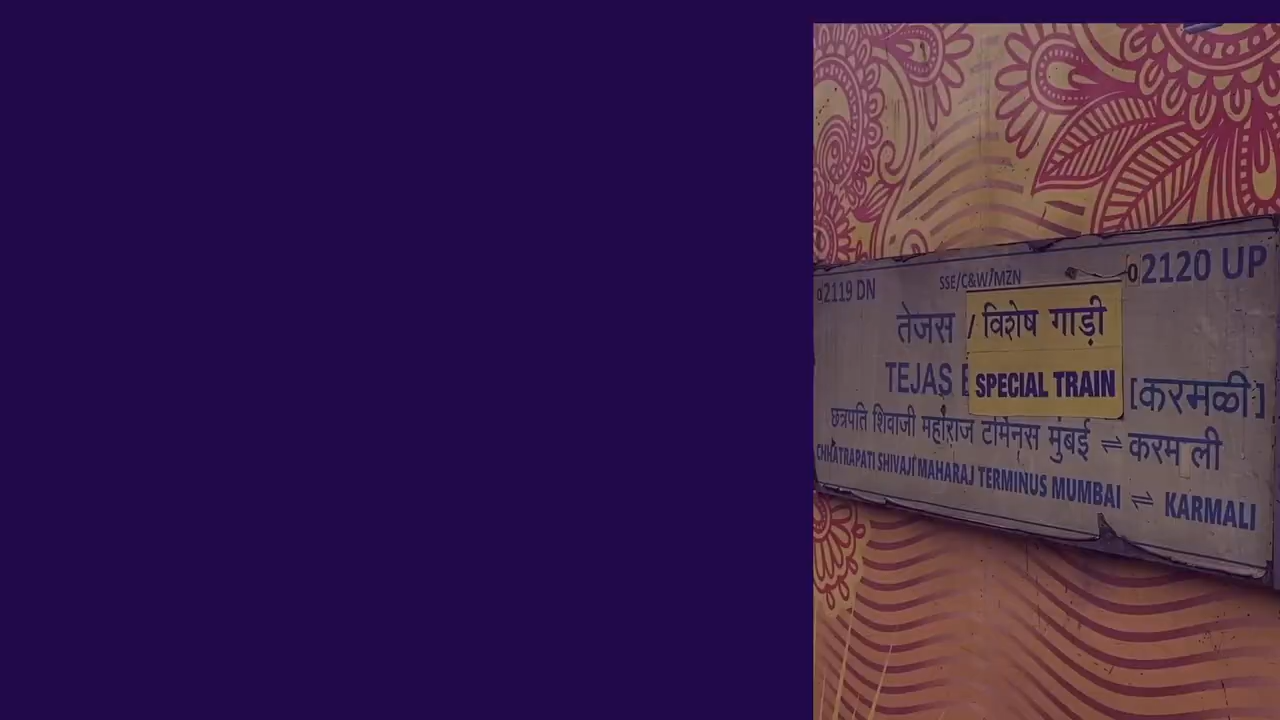 02119 DN SSE/C&W/MZN 02120 UP
तेजस / विशेष गाड़ी
TEJAS E SPECIAL TRAIN [करमळी]
छत्रपति शिवाजी महाराज टर्मिनस मुंबई ⇌ करमली
CHHATRAPATI SHIVAJI MAHARAJ TERMINUS MUMBAI ⇌ KARMALI